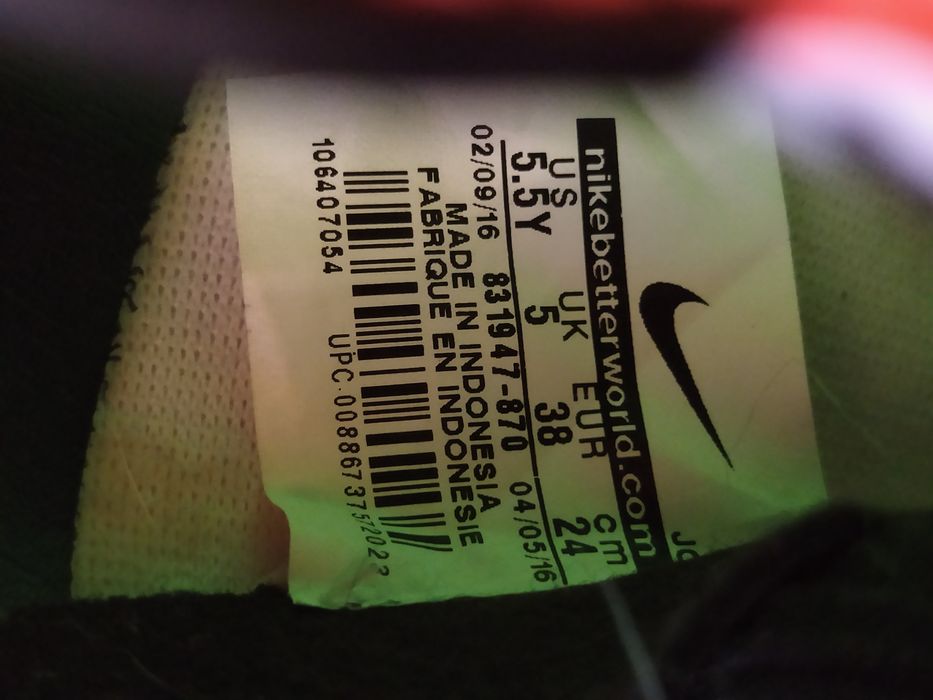 nikebetterworld.com
US UK EUR cm
5.5Y 5 38 24
02/09/16 831947-870 04/05/16
MADE IN INDONESIA
FABRIQUE EN INDONESIE
106407054 UPC